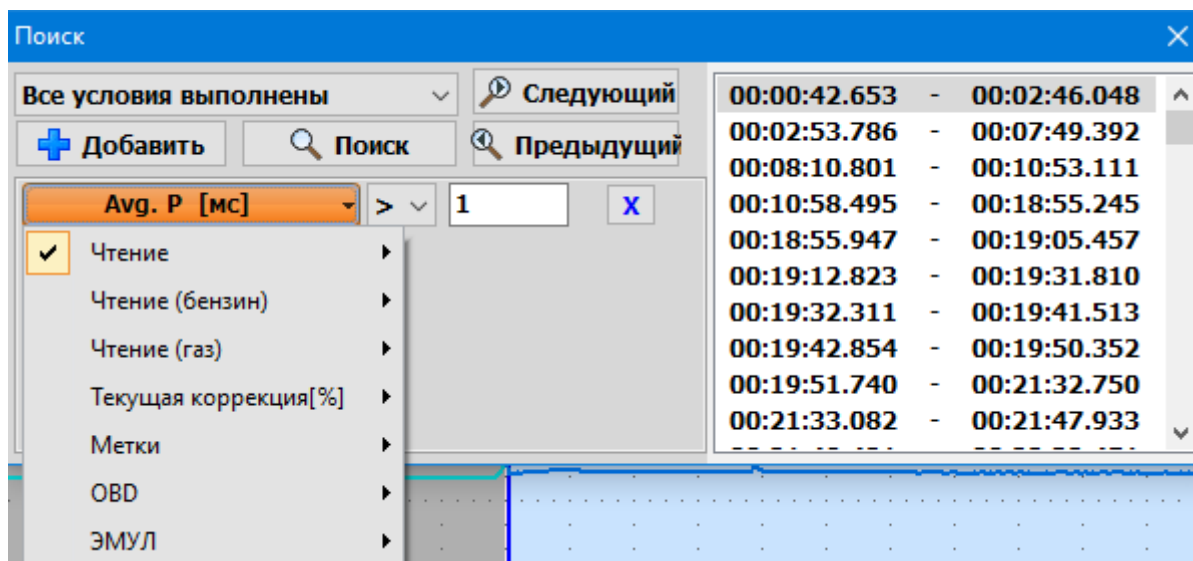 Поиск
Все условия выполнены
Следующий
Добавить
Поиск
Предыдущий
Avg. P [мс]
>
1
X
Чтение
Чтение (бензин)
Чтение (газ)
Текущая коррекция[%]
Метки
OBD
ЭМУЛ
00:00:42.653 - 00:02:46.048
00:02:53.786 - 00:07:49.392
00:08:10.801 - 00:10:53.111
00:10:58.495 - 00:18:55.245
00:18:55.947 - 00:19:05.457
00:19:12.823 - 00:19:31.810
00:19:32.311 - 00:19:41.513
00:19:42.854 - 00:19:50.352
00:19:51.740 - 00:21:32.750
00:21:33.082 - 00:21:47.933